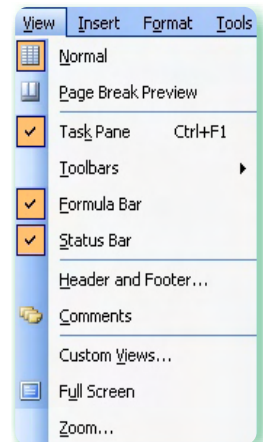 View Insert Format Tools
Normal
Page Break Preview
Task Pane Ctrl+F1
Toolbars
Formula Bar
Status Bar
Header and Footer...
Comments
Custom Views...
Full Screen
Zoom...